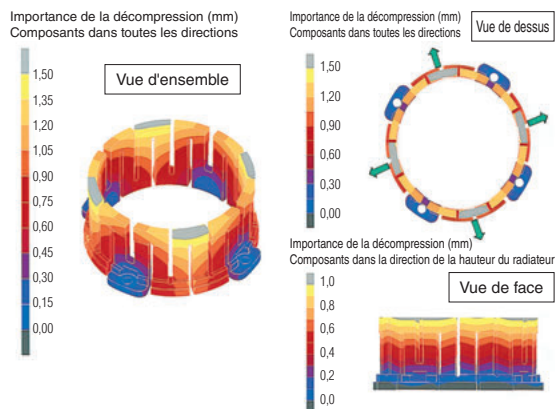 Importance de la décompression (mm)
Composants dans toutes les directions
Vue d'ensemble
1,50
1,35
1,20
1,05
0,90
0,75
0,60
0,45
0,30
0,15
0,00
Importance de la décompression (mm)
Composants dans toutes les directions
Vue de dessus
1,50
1,20
0,90
0,60
0,30
0,00
Importance de la décompression (mm)
Composants dans la direction de la hauteur du radiateur
Vue de face
1,0
0,8
0,6
0,4
0,2
0,0